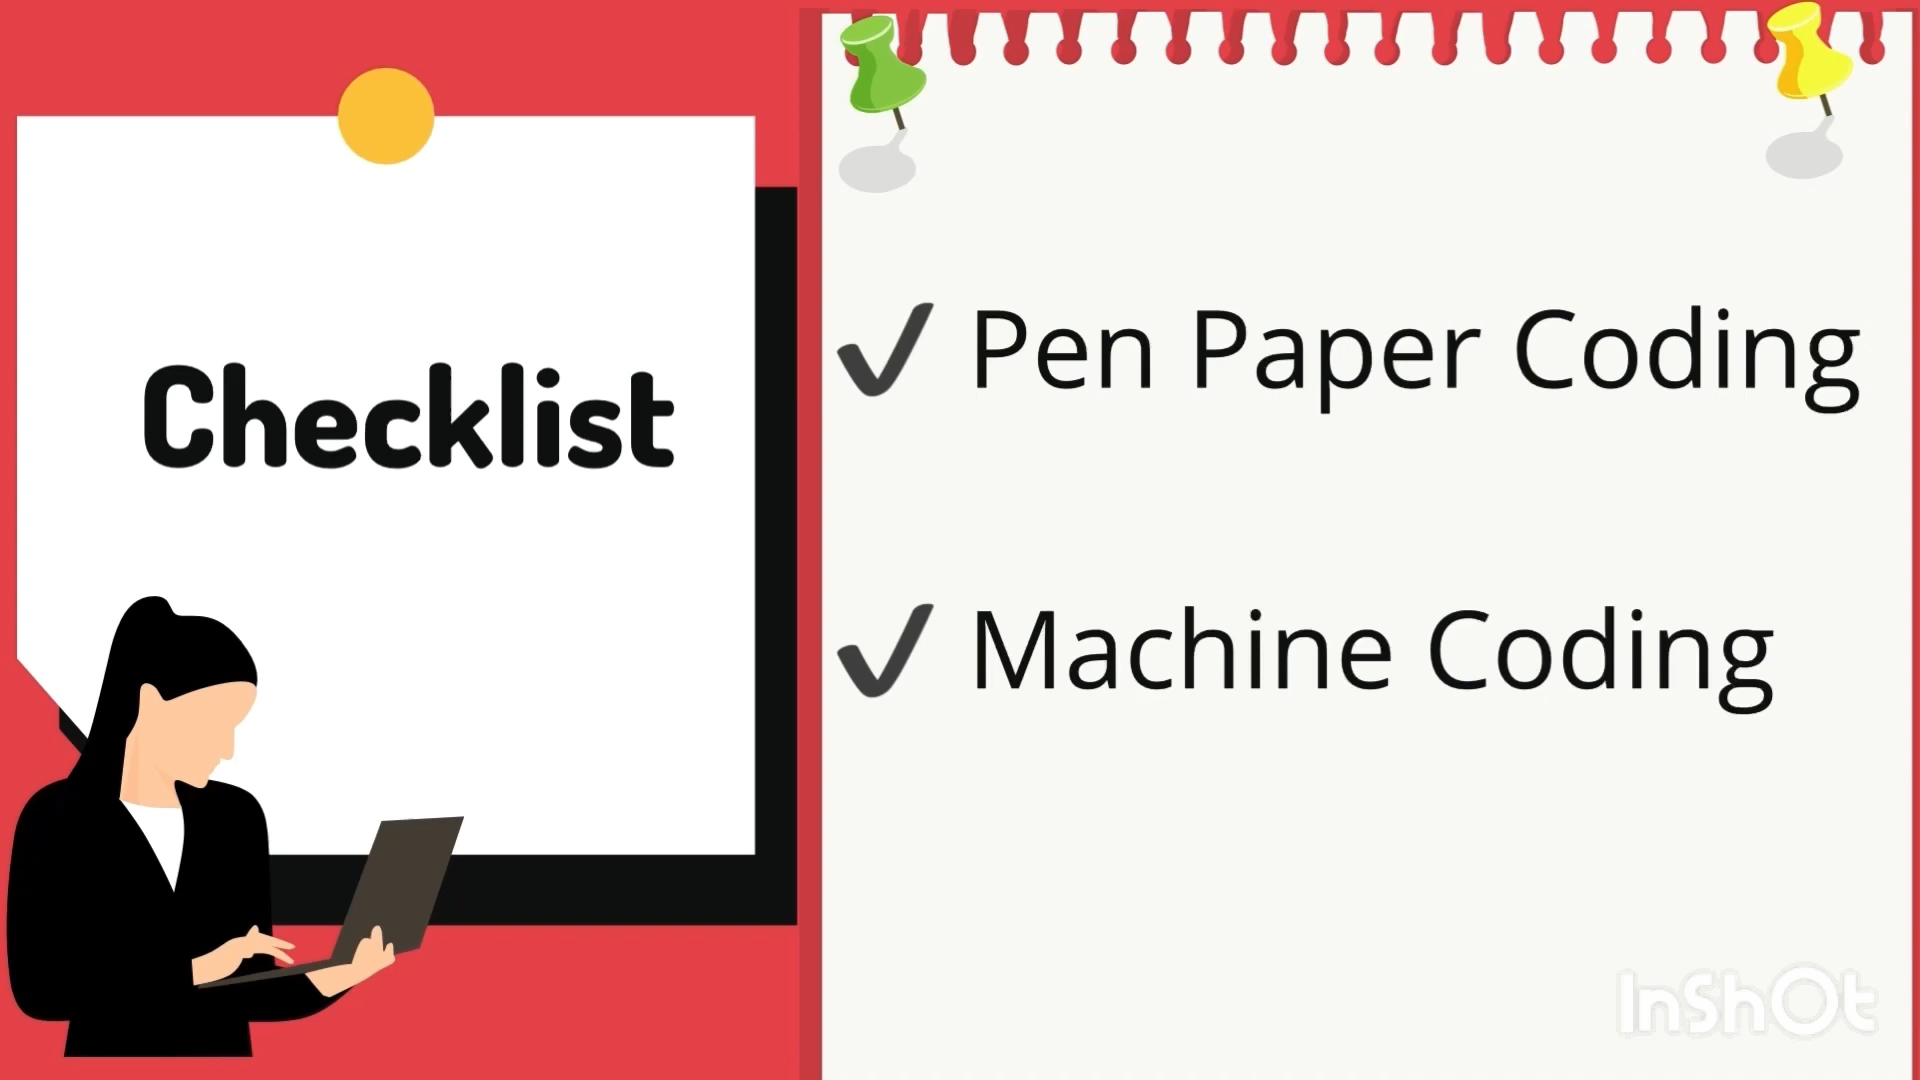 Checklist
✔ Pen Paper Coding
✔ Machine Coding
InShOt